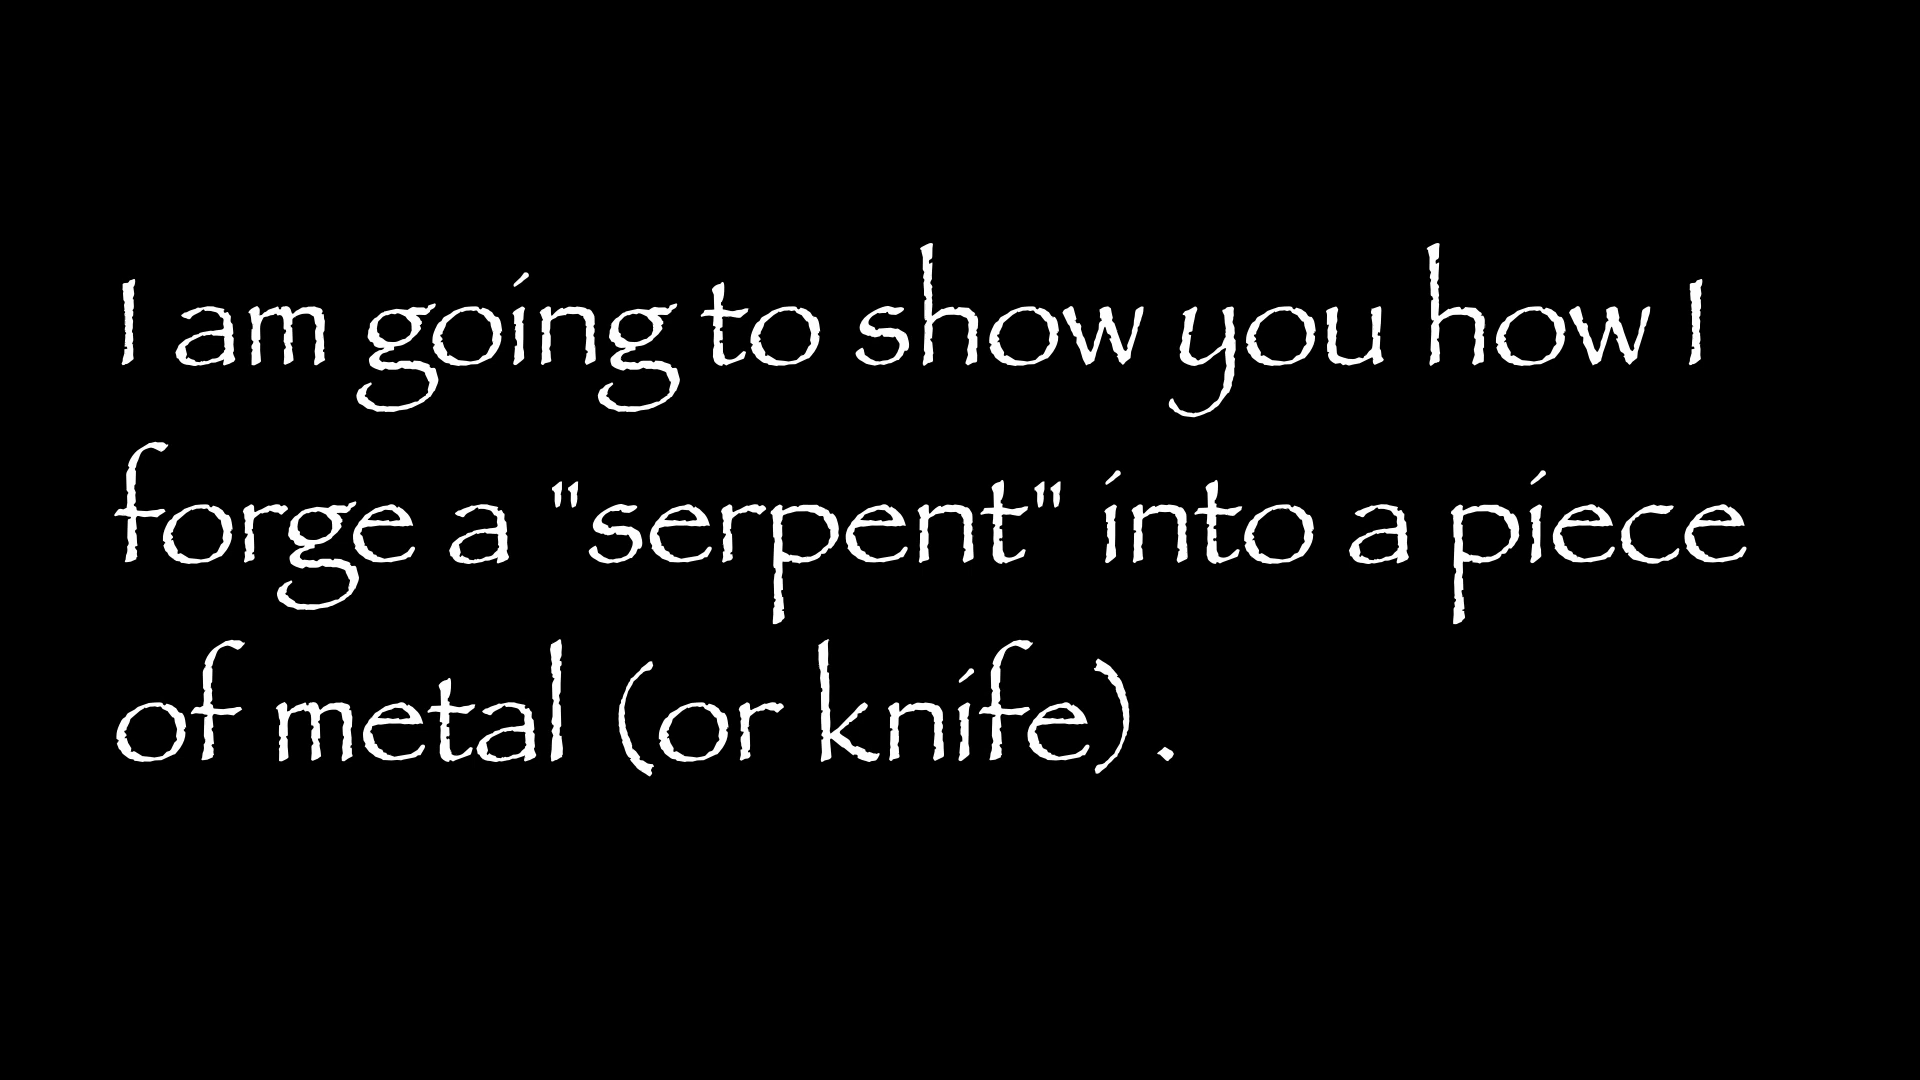 I am going to show you how I
forge a "serpent" into a piece
of metal (or knife).